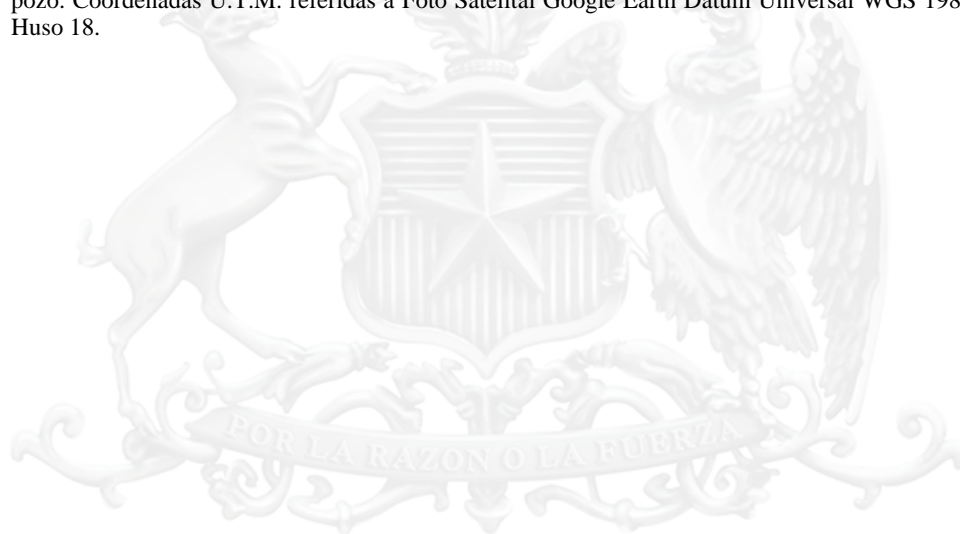 pozo. Coordenadas U.T.M. referidas a Foto Satelital Google Earth Datum Universal WGS 198
Huso 18.
POR LA RAZON O LA FUERZA